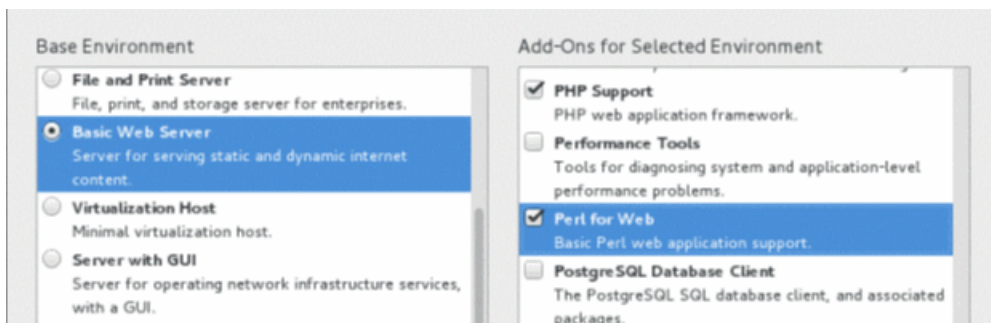 Base Environment
File and Print Server
File, print, and storage server for enterprises.
Basic Web Server
Server for serving static and dynamic internet
content.
Virtualization Host
Minimal virtualization host.
Server with GUI
Server for operating network infrastructure services,
with a GUI.
Add-Ons for Selected Environment
PHP Support
PHP web application framework.
Performance Tools
Tools for diagnosing system and application-level
performance problems.
Perl for Web
Basic Perl web application support.
PostgreSQL Database Client
The PostgreSQL SQL database client, and associated
packages.